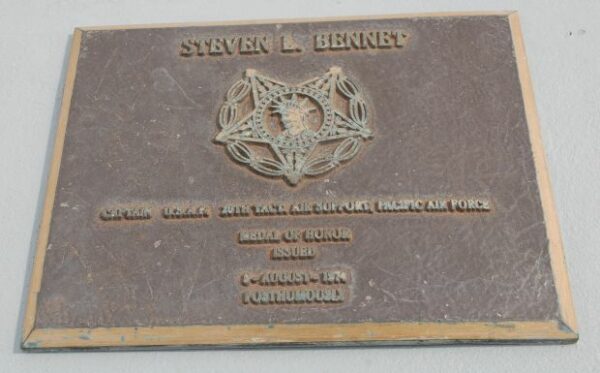 STEVEN L. BENNET
CAPTAIN U.S.A.F. 20TH TACT. AIR SUPPORT, PACIFIC AIR FORCE
MEDAL OF HONOR
ISSUED
8 - AUGUST - 1974
POSTHUMOUSLY